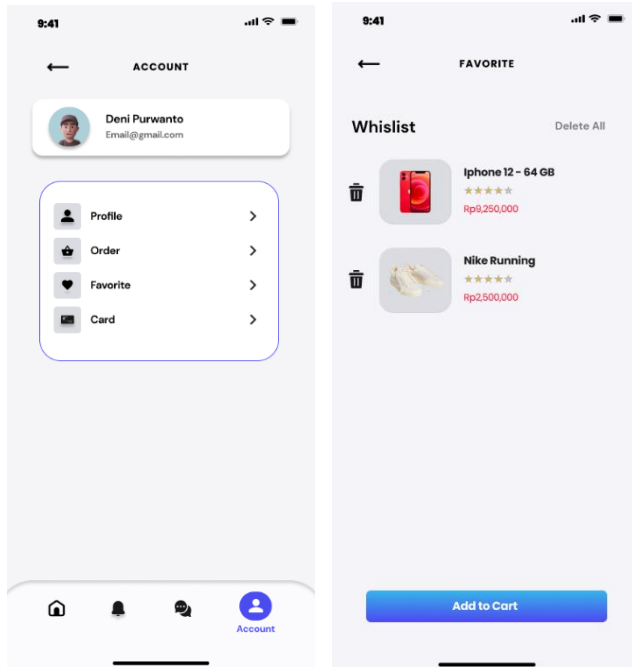 9:41
ACCOUNT
Deni Purwanto
Email@gmail.com
Profile
Order
Favorite
Card
Account
9:41
FAVORITE
Whislist
Delete All
Iphone 12 - 64 GB
Rp9,250,000
Nike Running
Rp2,500,000
Add to Cart